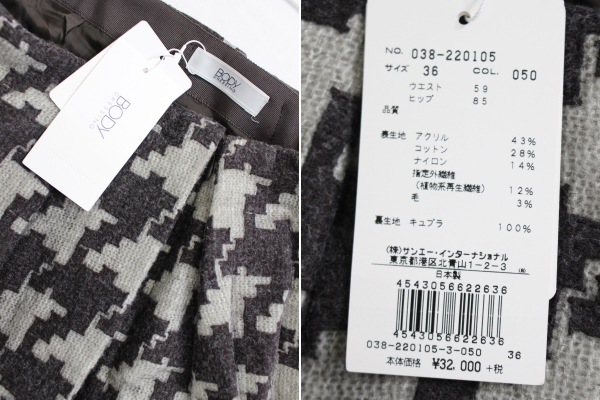 BODY
DRESSING
BODY
DRESSING
NO. 038-220105
サイズ 36 COL. 050
ウエスト 59
ヒップ 85
品質
表生地 アクリル 43%
コットン 28%
ナイロン 14%
指定外繊維
(植物系再生繊維) 12%
毛 3%
裏生地 キュプラ 100%
(株)サンエー・インターナショナル
東京都港区北青山1-2-3
日本製
4543056622636
4543056622636
038-220105-3-050 36
本体価格 ¥32,000 +税